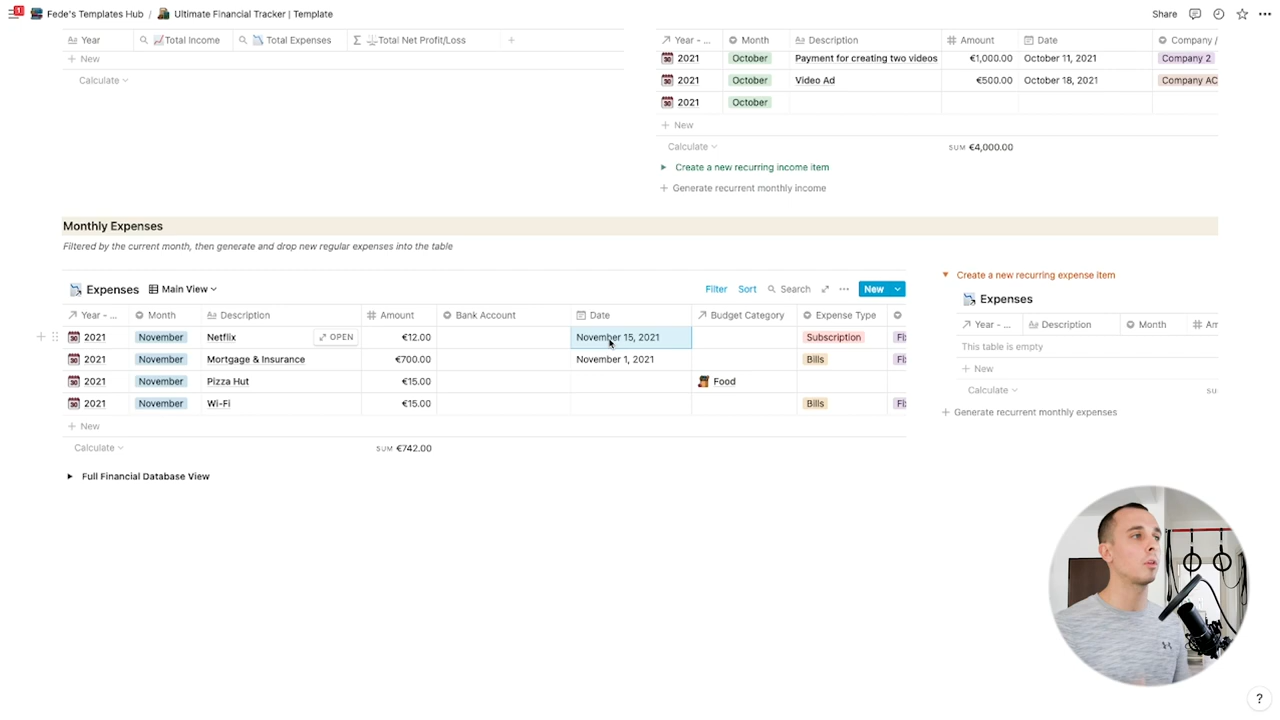 1
Fede's Templates Hub / Ultimate Financial Tracker | Template
Share
Year Total Income Total Expenses Total Net Profit/Loss
New
Calculate
Year - ... Month Description Amount Date Company /
2021 October Payment for creating two videos €1,000.00 October 11, 2021 Company 2
2021 October Video Ad €500.00 October 18, 2021 Company AC
2021 October
New
Calculate SUM €4,000.00
Create a new recurring income item
Generate recurrent monthly income
Monthly Expenses
Filtered by the current month, then generate and drop new regular expenses into the table
Expenses Main View Filter Sort Search New
Year - ... Month Description Amount Bank Account Date Budget Category Expense Type
2021 November Netflix OPEN €12.00 November 15, 2021 Subscription Fi
2021 November Mortgage & Insurance €700.00 November 1, 2021 Bills Fi
2021 November Pizza Hut €15.00 Food
2021 November Wi-Fi €15.00 Bills Fi
New
Calculate SUM €742.00
Full Financial Database View
Create a new recurring expense item
Expenses
Year - ... Description Month Am
This table is empty
New
Calculate su
Generate recurrent monthly expenses
?